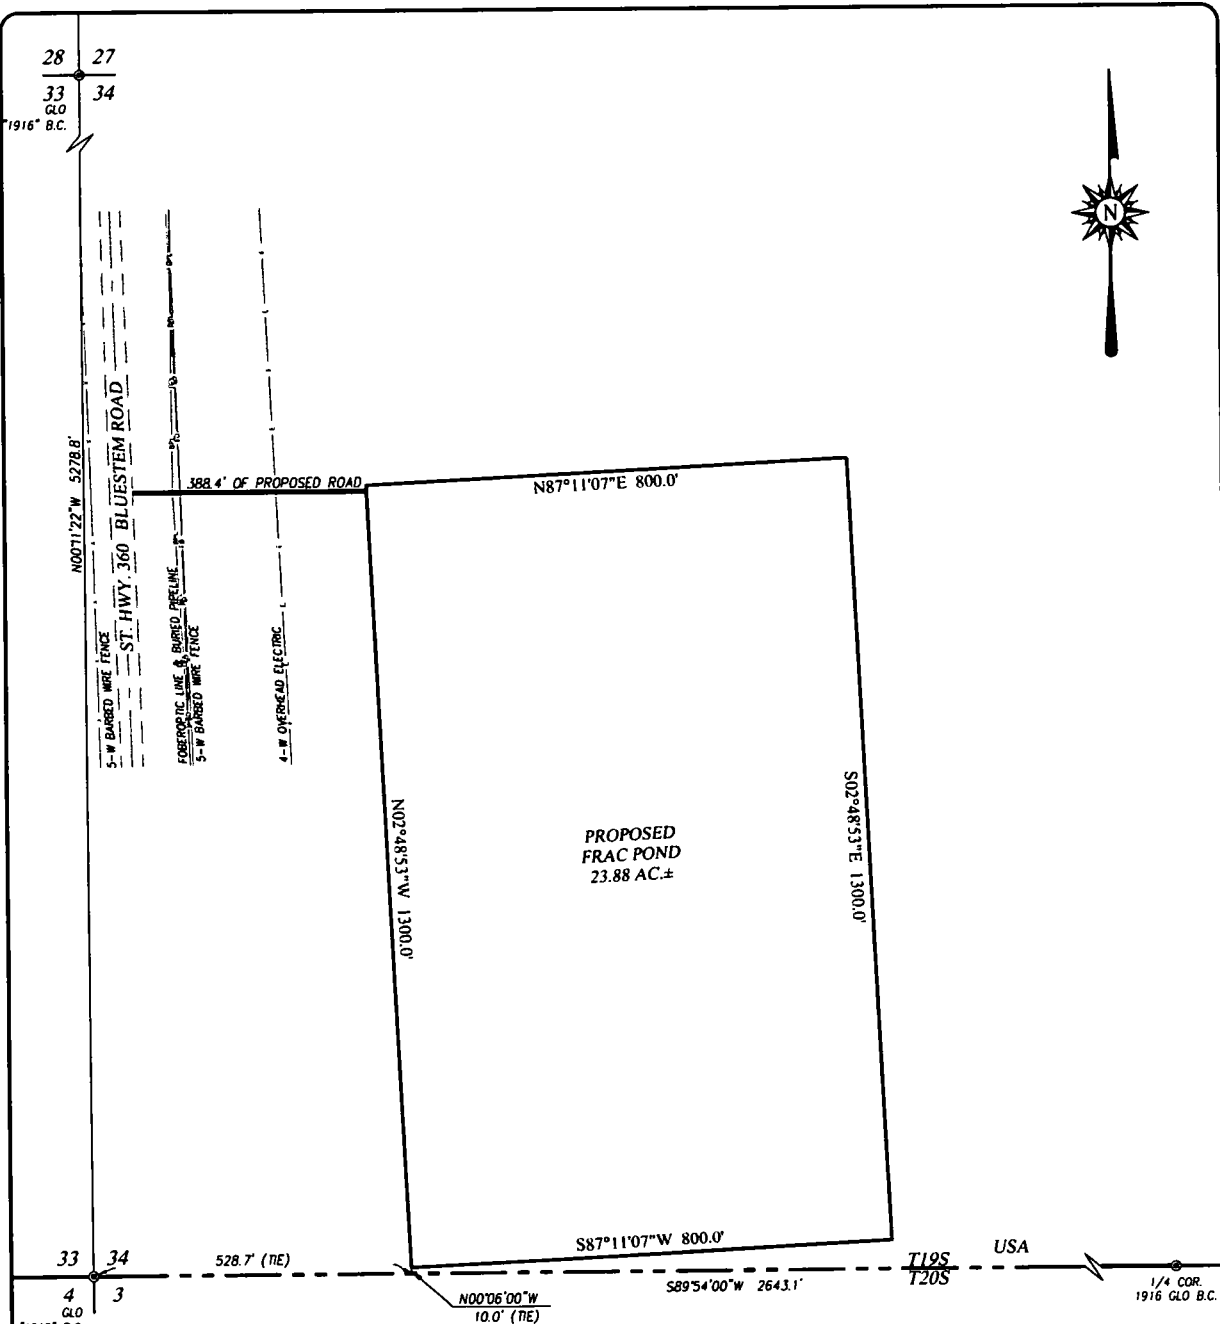 28 27
33 34
GLO
"1916" B.C.
N
N00°11'22"W 5278.8'
ST. HWY. 360 BLUESTEM ROAD
5-W BARBED WIRE FENCE
FOBEROPTIC LINE & BURIED PIPELINE
5-W BARBED WIRE FENCE
4-W OVERHEAD ELECTRIC
388.4' OF PROPOSED ROAD
N87°11'07"E 800.0'
N02°48'53"W 1300.0'
S02°48'53"E 1300.0'
PROPOSED
FRAC POND
23.88 AC.±
S87°11'07"W 800.0'
33 34
4 3
GLO
528.7' (TIE)
N00°06'00"W
10.0' (TIE)
S89°54'00"W 2643.1'
T19S
T20S
USA
1/4 COR.
1916 GLO B.C.